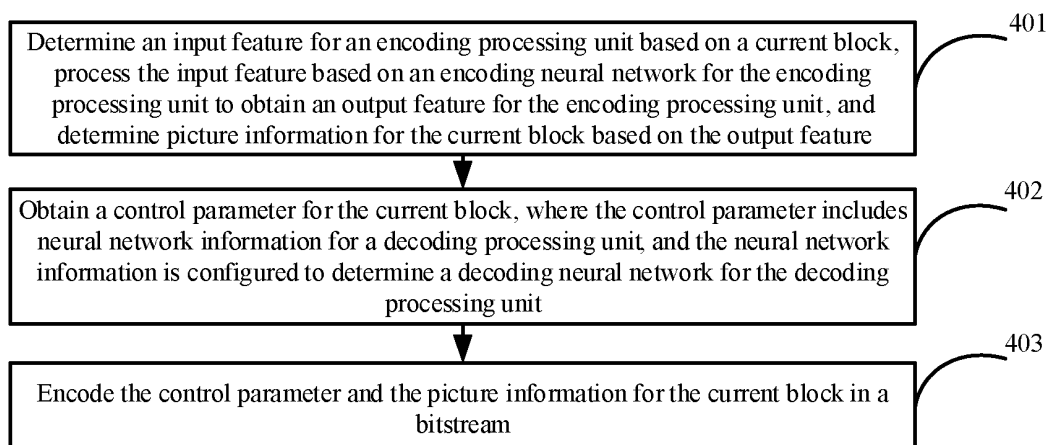 401
Determine an input feature for an encoding processing unit based on a current block,
process the input feature based on an encoding neural network for the encoding
processing unit to obtain an output feature for the encoding processing unit, and
determine picture information for the current block based on the output feature
402
Obtain a control parameter for the current block, where the control parameter includes
neural network information for a decoding processing unit, and the neural network
information is configured to determine a decoding neural network for the decoding
processing unit
403
Encode the control parameter and the picture information for the current block in a
bitstream